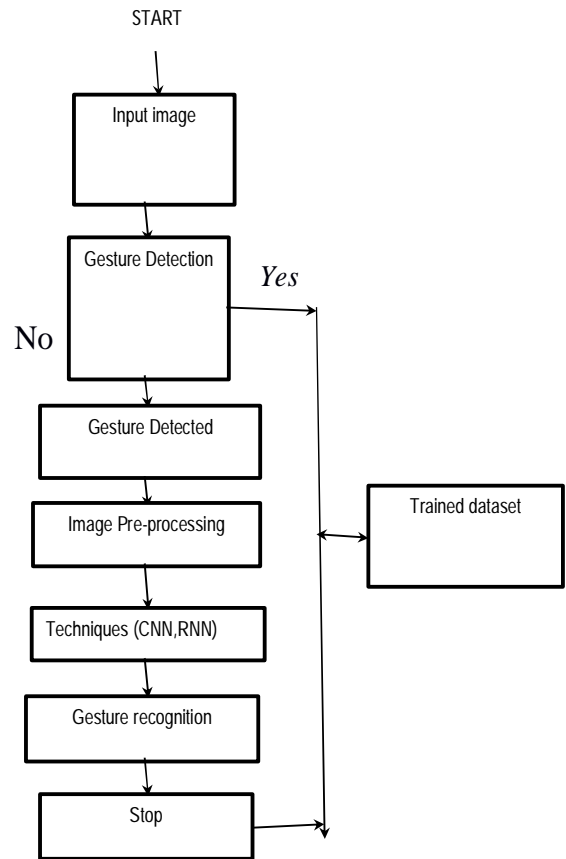 START
Input image
Gesture Detection
Yes
No
Gesture Detected
Image Pre-processing
Trained dataset
Techniques (CNN,RNN)
Gesture recognition
Stop